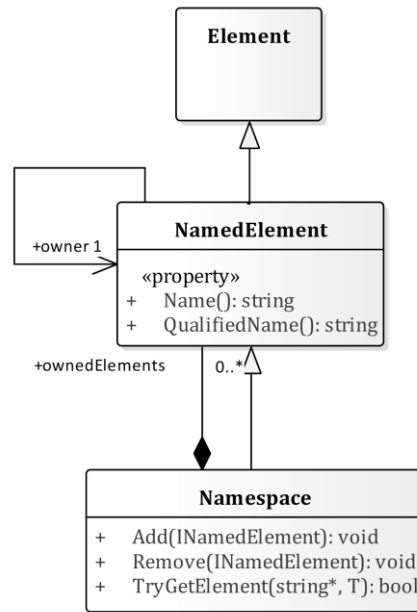 Element
NamedElement
+owner 1
«property»
+ Name(): string
+ QualifiedName(): string
+ownedElements 0..*
Namespace
+ Add(INamedElement): void
+ Remove(INamedElement): void
+ TryGetElement(string*, T): bool